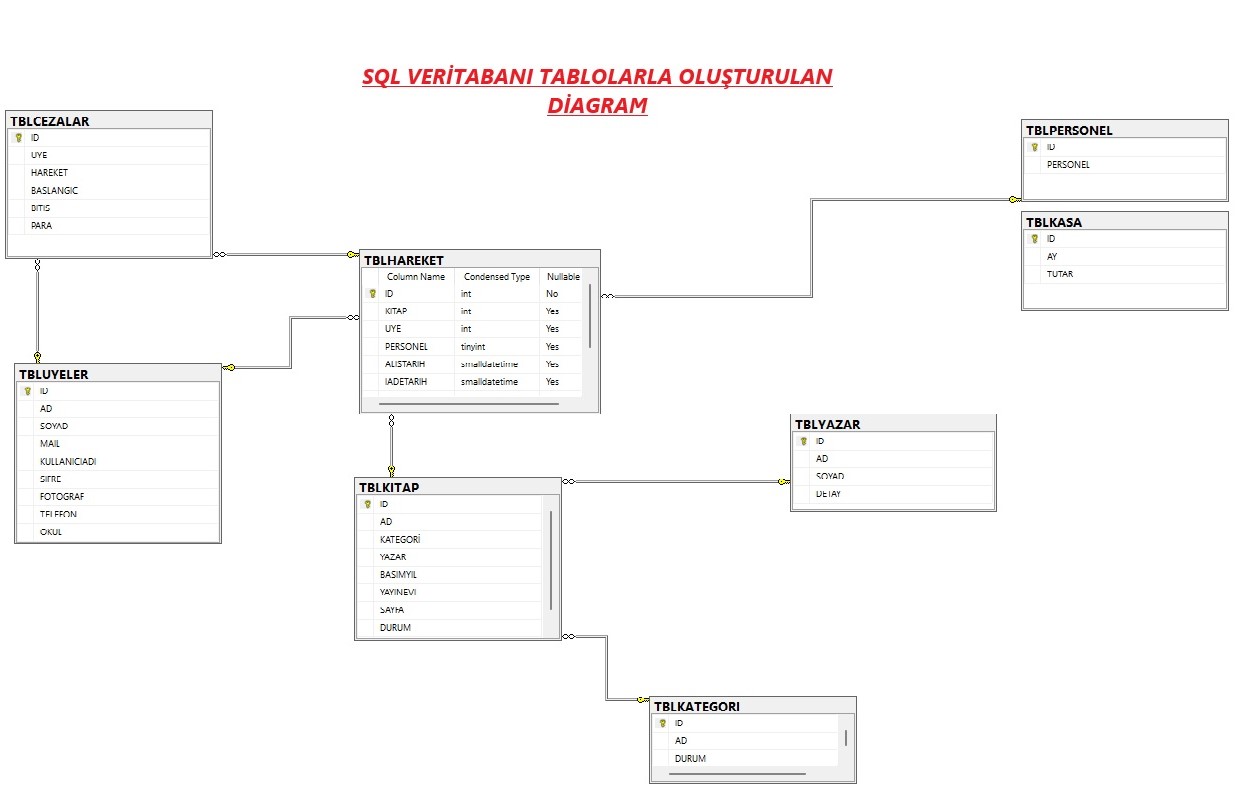 SQL VERİTABANI TABLOLARLA OLUŞTURULAN
DİAGRAM
TBLCEZALAR
ID
UYE
HAREKET
BASLANGIC
BITIS
PARA
TBLPERSONEL
ID
PERSONEL
TBLKASA
ID
AY
TUTAR
TBLHAREKET
Column Name Condensed Type Nullable
ID int No
KITAP int Yes
UYE int Yes
PERSONEL tinyint Yes
ALISTARIH smalldatetime Yes
IADETARIH smalldatetime Yes
TBLUYELER
ID
AD
SOYAD
MAIL
KULLANICIADI
SIFRE
FOTOGRAF
TELEFON
OKUL
TBLYAZAR
ID
AD
SOYAD
DETAY
TBLKITAP
ID
AD
KATEGORİ
YAZAR
BASIMYIL
YAYINEVI
SAYFA
DURUM
TBLKATEGORI
ID
AD
DURUM